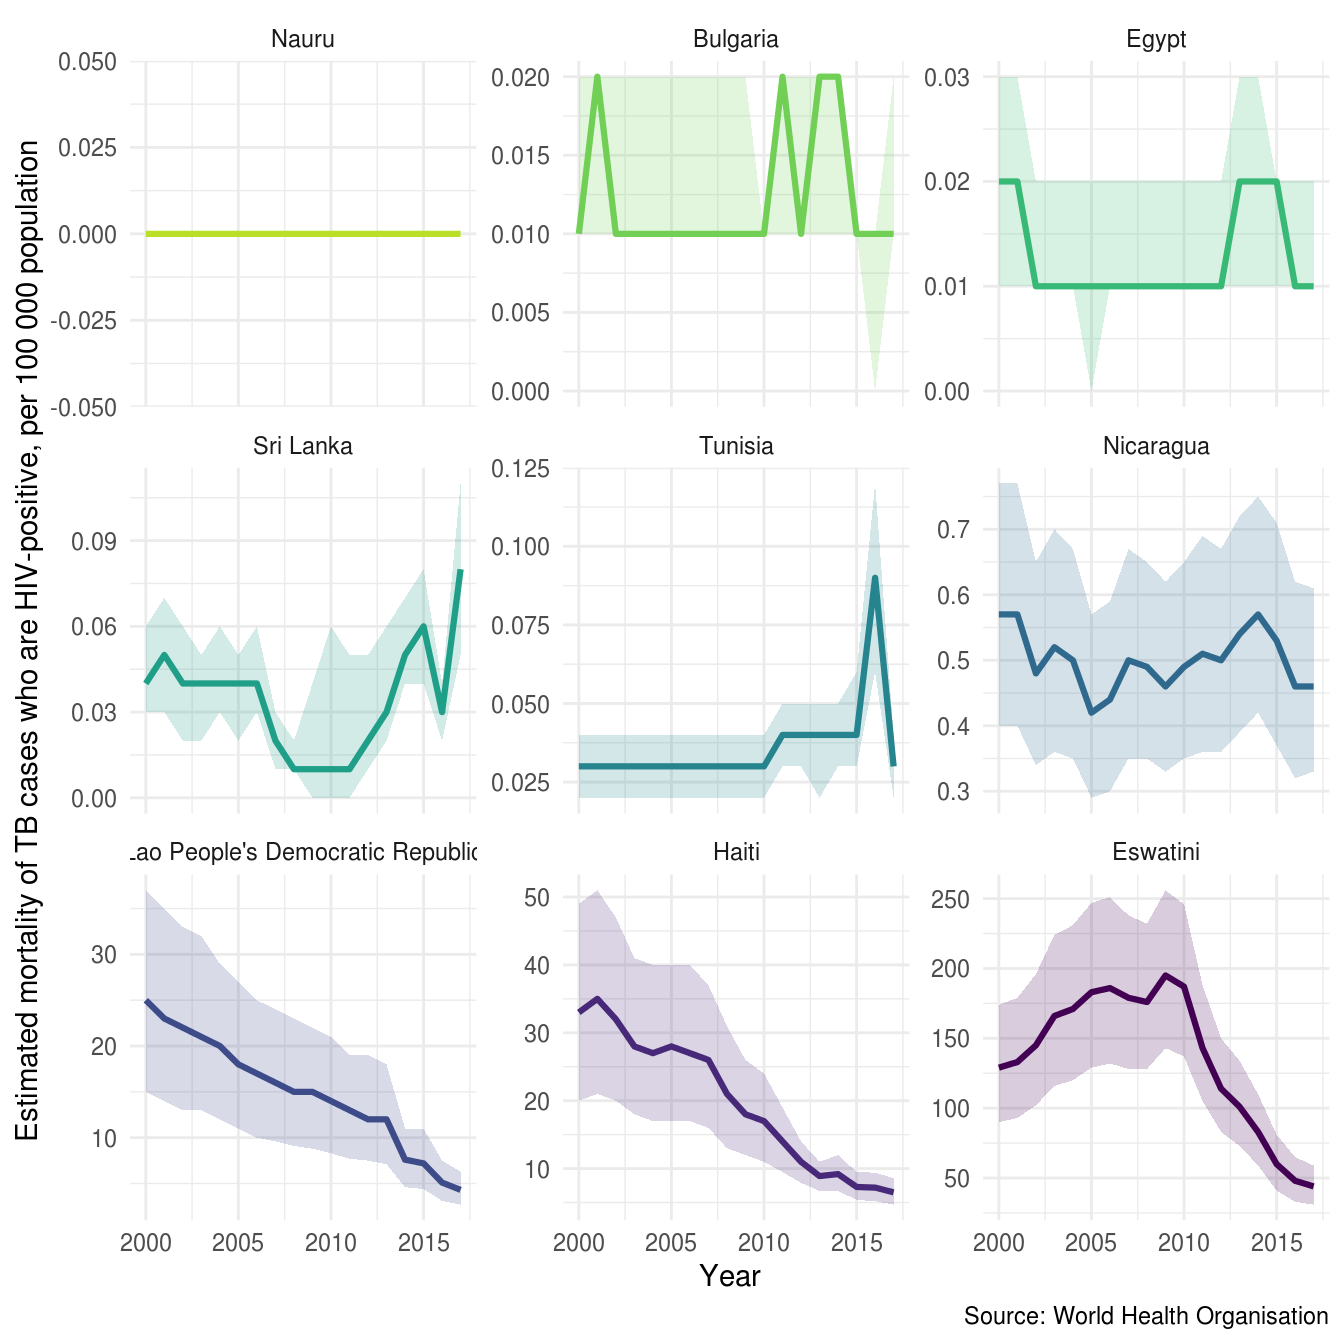 Nauru
Bulgaria
Egypt
0.050
0.025
0.000
-0.025
-0.050
0.020
0.015
0.010
0.005
0.000
0.03
0.02
0.01
0.00
Estimated mortality of TB cases who are HIV-positive, per 100 000 population
Sri Lanka
Tunisia
Nicaragua
0.09
0.06
0.03
0.00
0.125
0.100
0.075
0.050
0.025
0.7
0.6
0.5
0.4
0.3
Lao People's Democratic Republic
Haiti
Eswatini
30
20
10
50
40
30
20
10
250
200
150
100
50
2000 2005 2010 2015
2000 2005 2010 2015
2000 2005 2010 2015
Year
Source: World Health Organisation